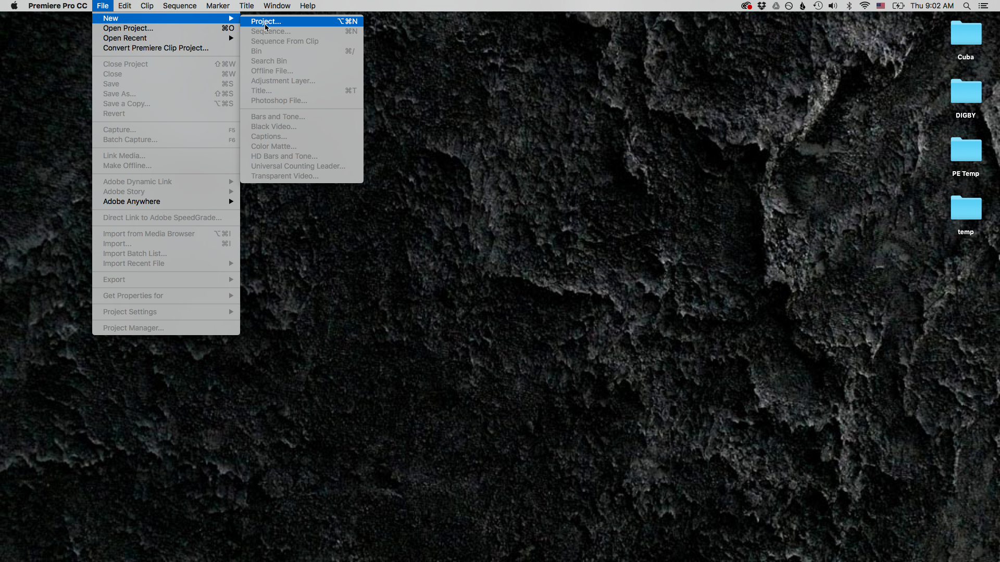 Premiere Pro CC File Edit Clip Sequence Marker Title Window Help Thu 9:02 AM
New
Open Project... ⌘O
Open Recent
Convert Premiere Clip Project...
Close Project ⇧⌘W
Close ⌘W
Save ⌘S
Save As... ⇧⌘S
Save a Copy... ⌥⌘S
Revert
Capture... F5
Batch Capture... F6
Link Media...
Make Offline...
Adobe Dynamic Link
Adobe Story
Adobe Anywhere
Direct Link to Adobe SpeedGrade...
Import from Media Browser ⌥⌘I
Import... ⌘I
Import Batch List...
Import Recent File
Export
Get Properties for
Project Settings
Project Manager...
Project... ⌥⌘N
Sequence... ⌘N
Sequence From Clip
Bin ⌘/
Search Bin
Offline File...
Adjustment Layer...
Title... ⌘T
Photoshop File...
Bars and Tone...
Black Video...
Captions...
Color Matte...
HD Bars and Tone...
Universal Counting Leader...
Transparent Video...
Cuba
DIGBY
PE Temp
temp